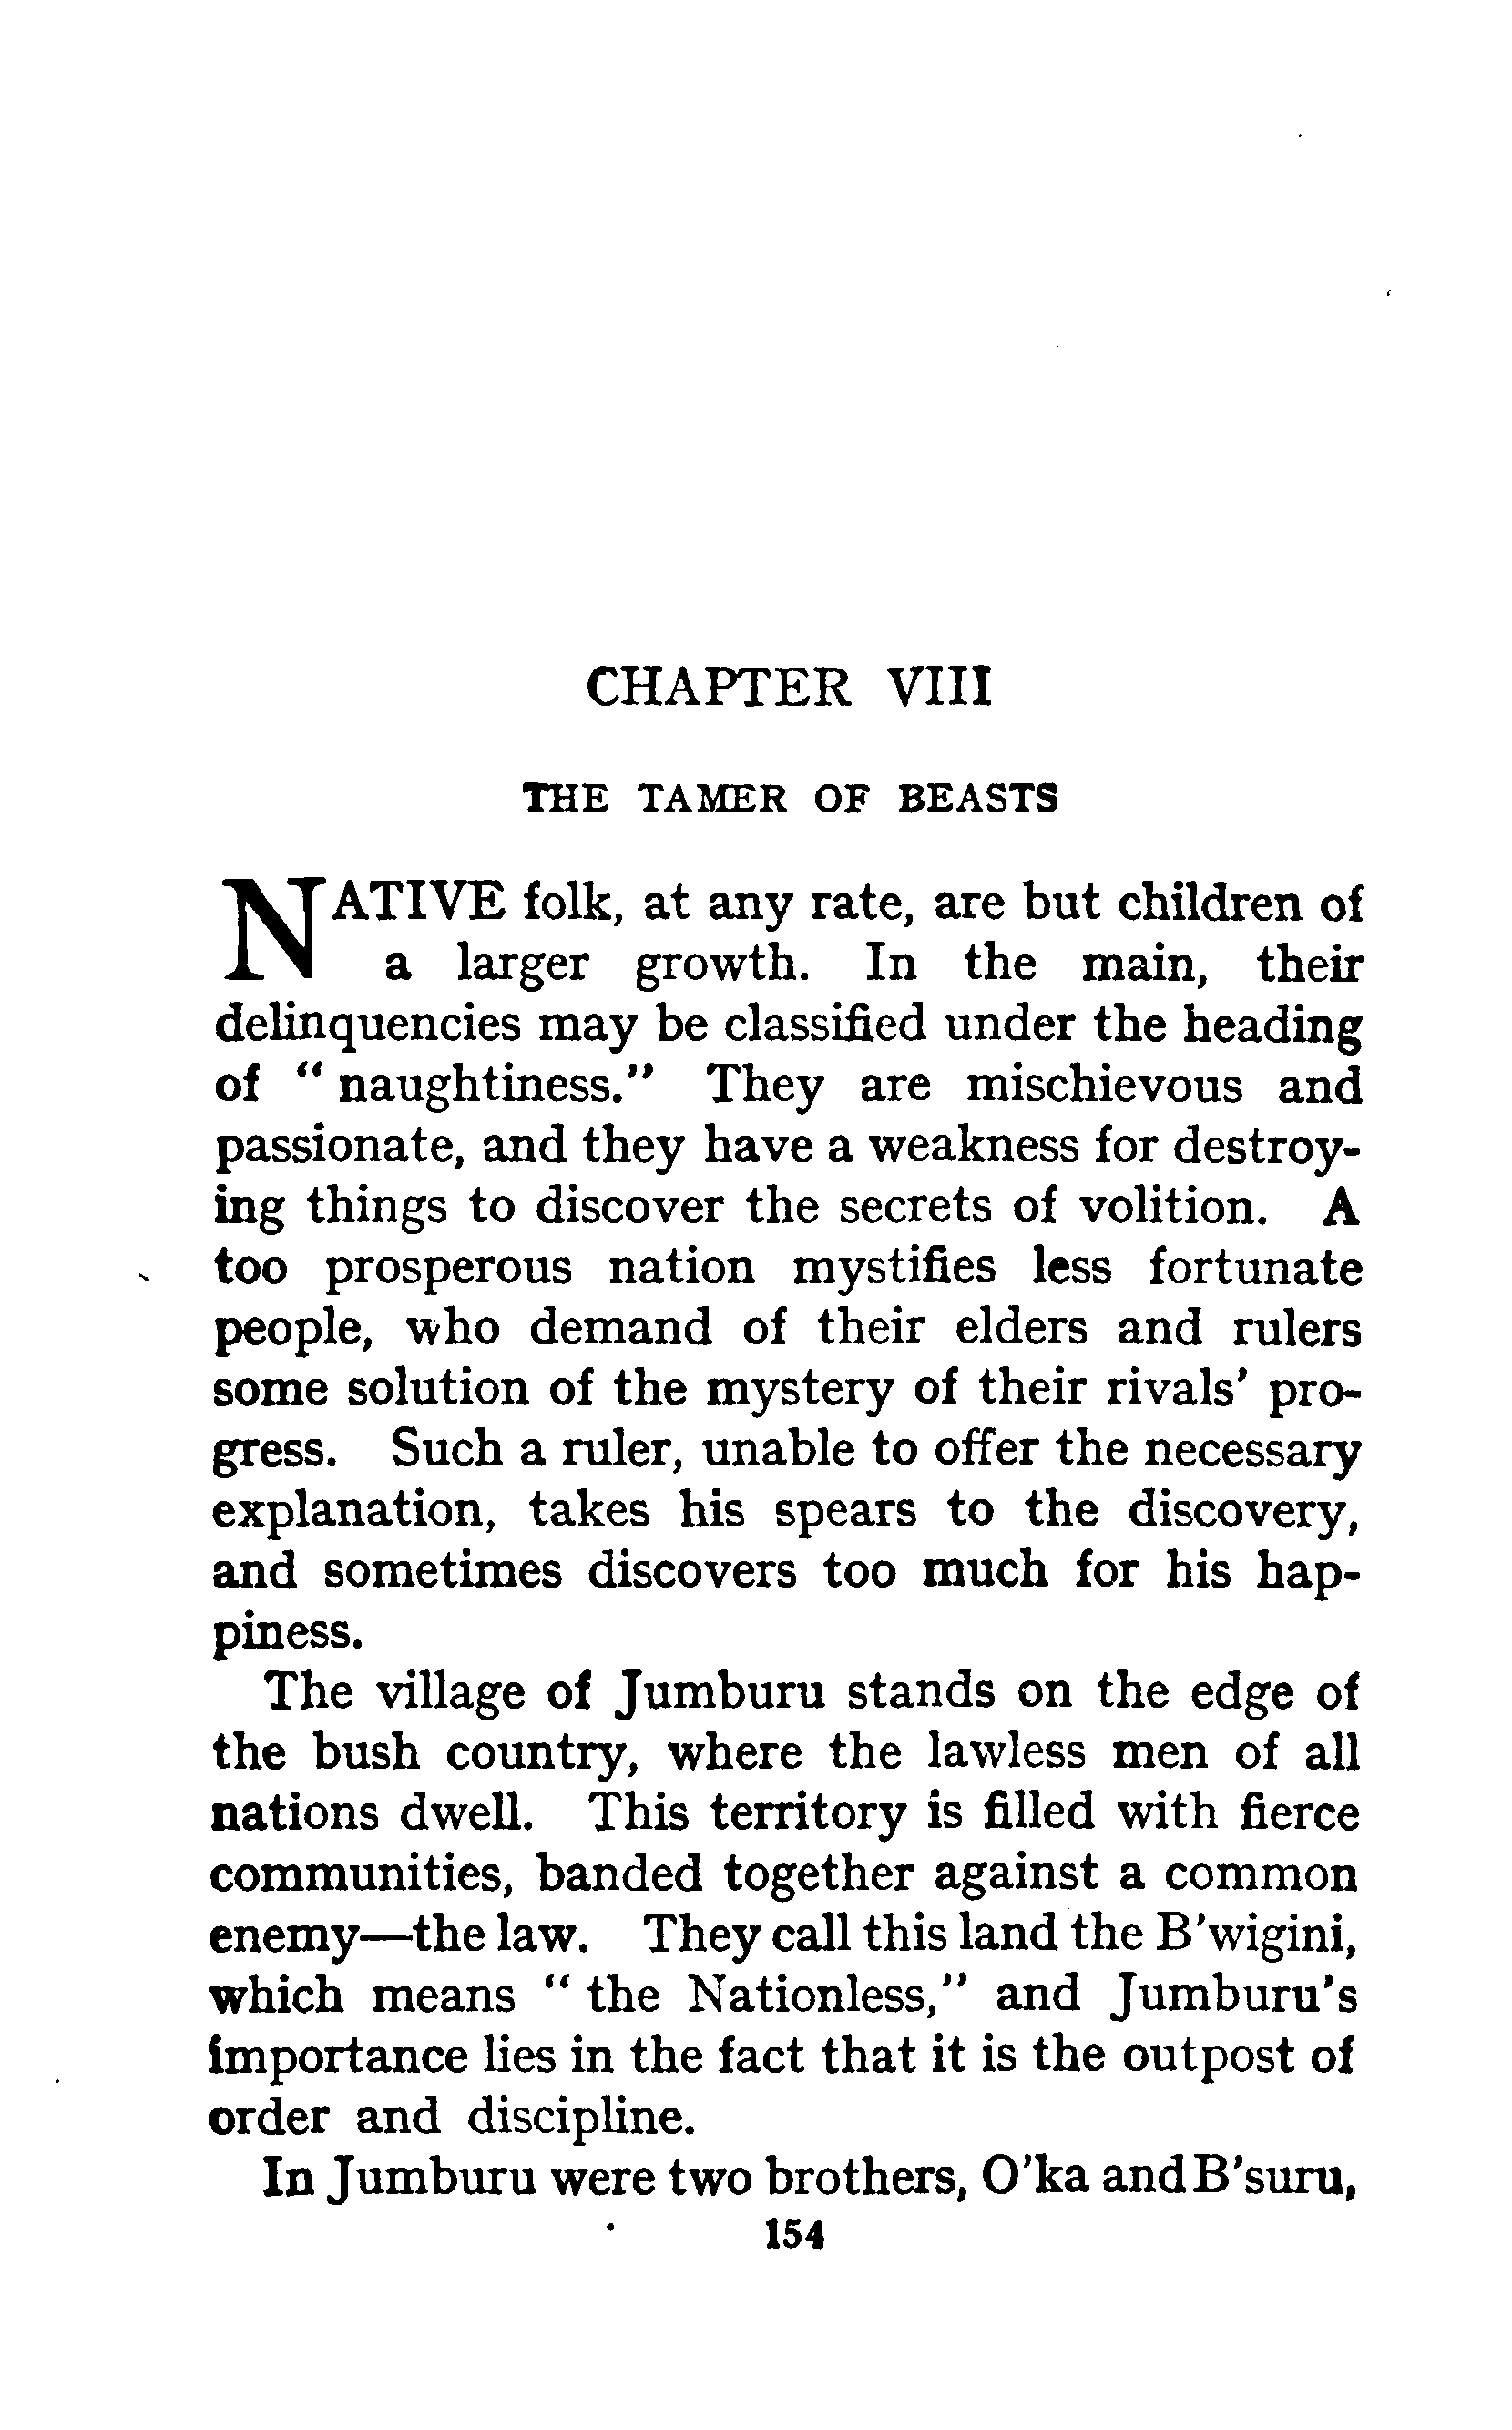 CHAPTER VIII
THE TAMER OF BEASTS
NATIVE folk, at any rate, are but children of
a larger growth. In the main, their
delinquencies may be classified under the heading
of " naughtiness." They are mischievous and
passionate, and they have a weakness for destroy-
ing things to discover the secrets of volition. A
too prosperous nation mystifies less fortunate
people, who demand of their elders and rulers
some solution of the mystery of their rivals' pro-
gress. Such a ruler, unable to offer the necessary
explanation, takes his spears to the discovery,
and sometimes discovers too much for his hap-
piness.
The village of Jumburu stands on the edge of
the bush country, where the lawless men of all
nations dwell. This territory is filled with fierce
communities, banded together against a common
enemy—the law. They call this land the B'wigini,
which means " the Nationless," and Jumburu's
importance lies in the fact that it is the outpost of
order and discipline.
In Jumburu were two brothers, O'ka and B'suru,
154